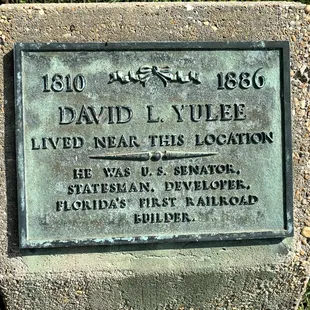 1810 1886
DAVID L. YULEE
LIVED NEAR THIS LOCATION
HE WAS U.S. SENATOR,
STATESMAN, DEVELOPER,
FLORIDA'S FIRST RAILROAD
BUILDER.